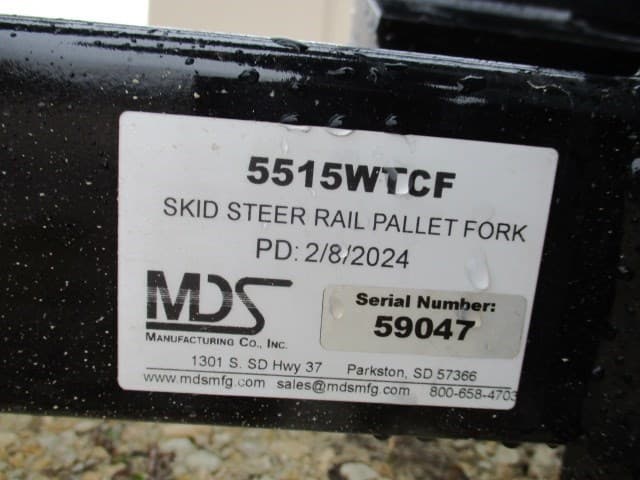 5515WTCF
SKID STEER RAIL PALLET FORK
PD: 2/8/2024
MDS
MANUFACTURING CO., INC.
Serial Number:
59047
1301 S. SD Hwy 37 Parkston, SD 57366
www.mdsmfg.com sales@mdsmfg.com 800-658-4703